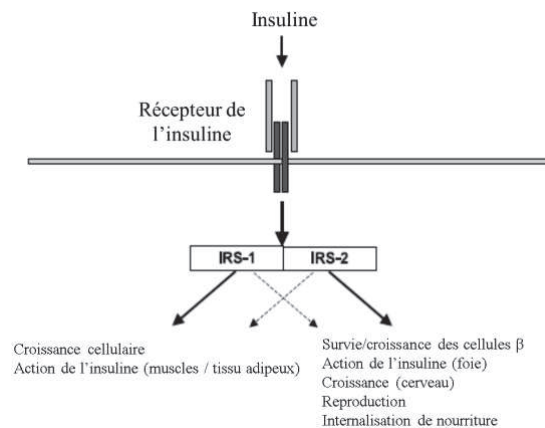 Insuline
Récepteur de
l’insuline
IRS-1
IRS-2
Croissance cellulaire
Action de l’insuline (muscles / tissu adipeux)
Survie/croissance des cellules β
Action de l’insuline (foie)
Croissance (cerveau)
Reproduction
Internalisation de nourriture